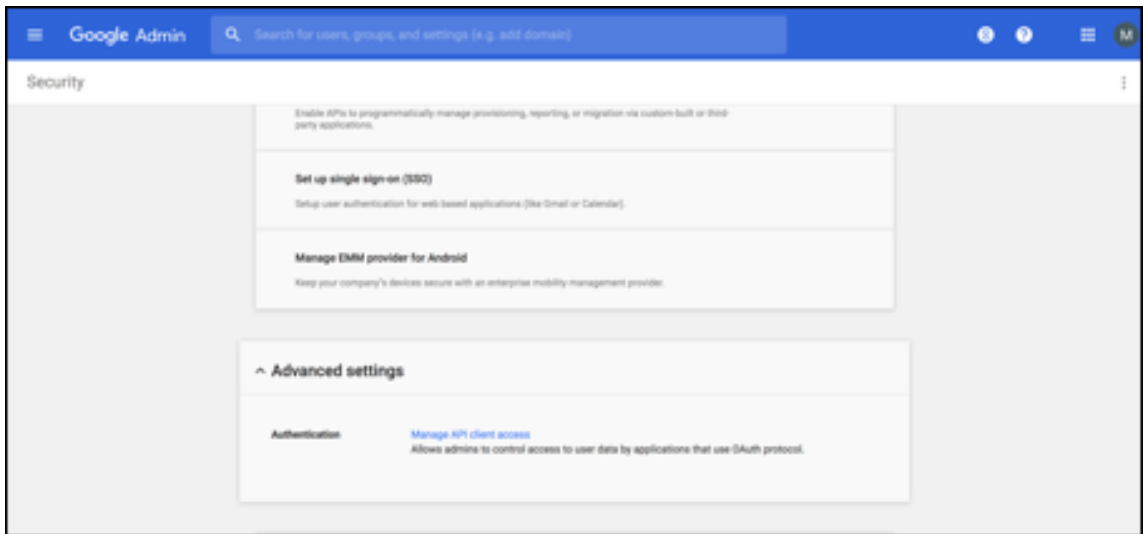 Google Admin
Search for users, groups, and settings (e.g. add domain)
M
Security
Enable APIs to programmatically manage provisioning, reporting, or migration via custom-built or third-
party applications.
Set up single sign-on (SSO)
Setup user authentication for web based applications (like Gmail or Calendar).
Manage EMM provider for Android
Keep your company's devices secure with an enterprise mobility management provider.
Advanced settings
Authentication
Manage API client access
Allows admins to control access to user data by applications that use OAuth protocol.